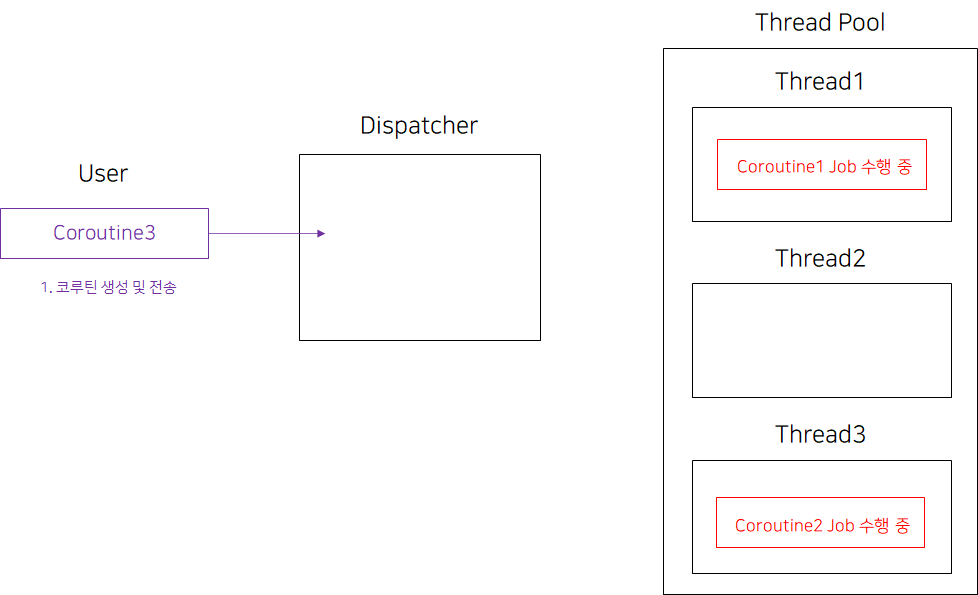 User
Coroutine3
1. 코루틴 생성 및 전송
Dispatcher
Thread Pool
Thread1
Coroutine1 Job 수행 중
Thread2
Thread3
Coroutine2 Job 수행 중